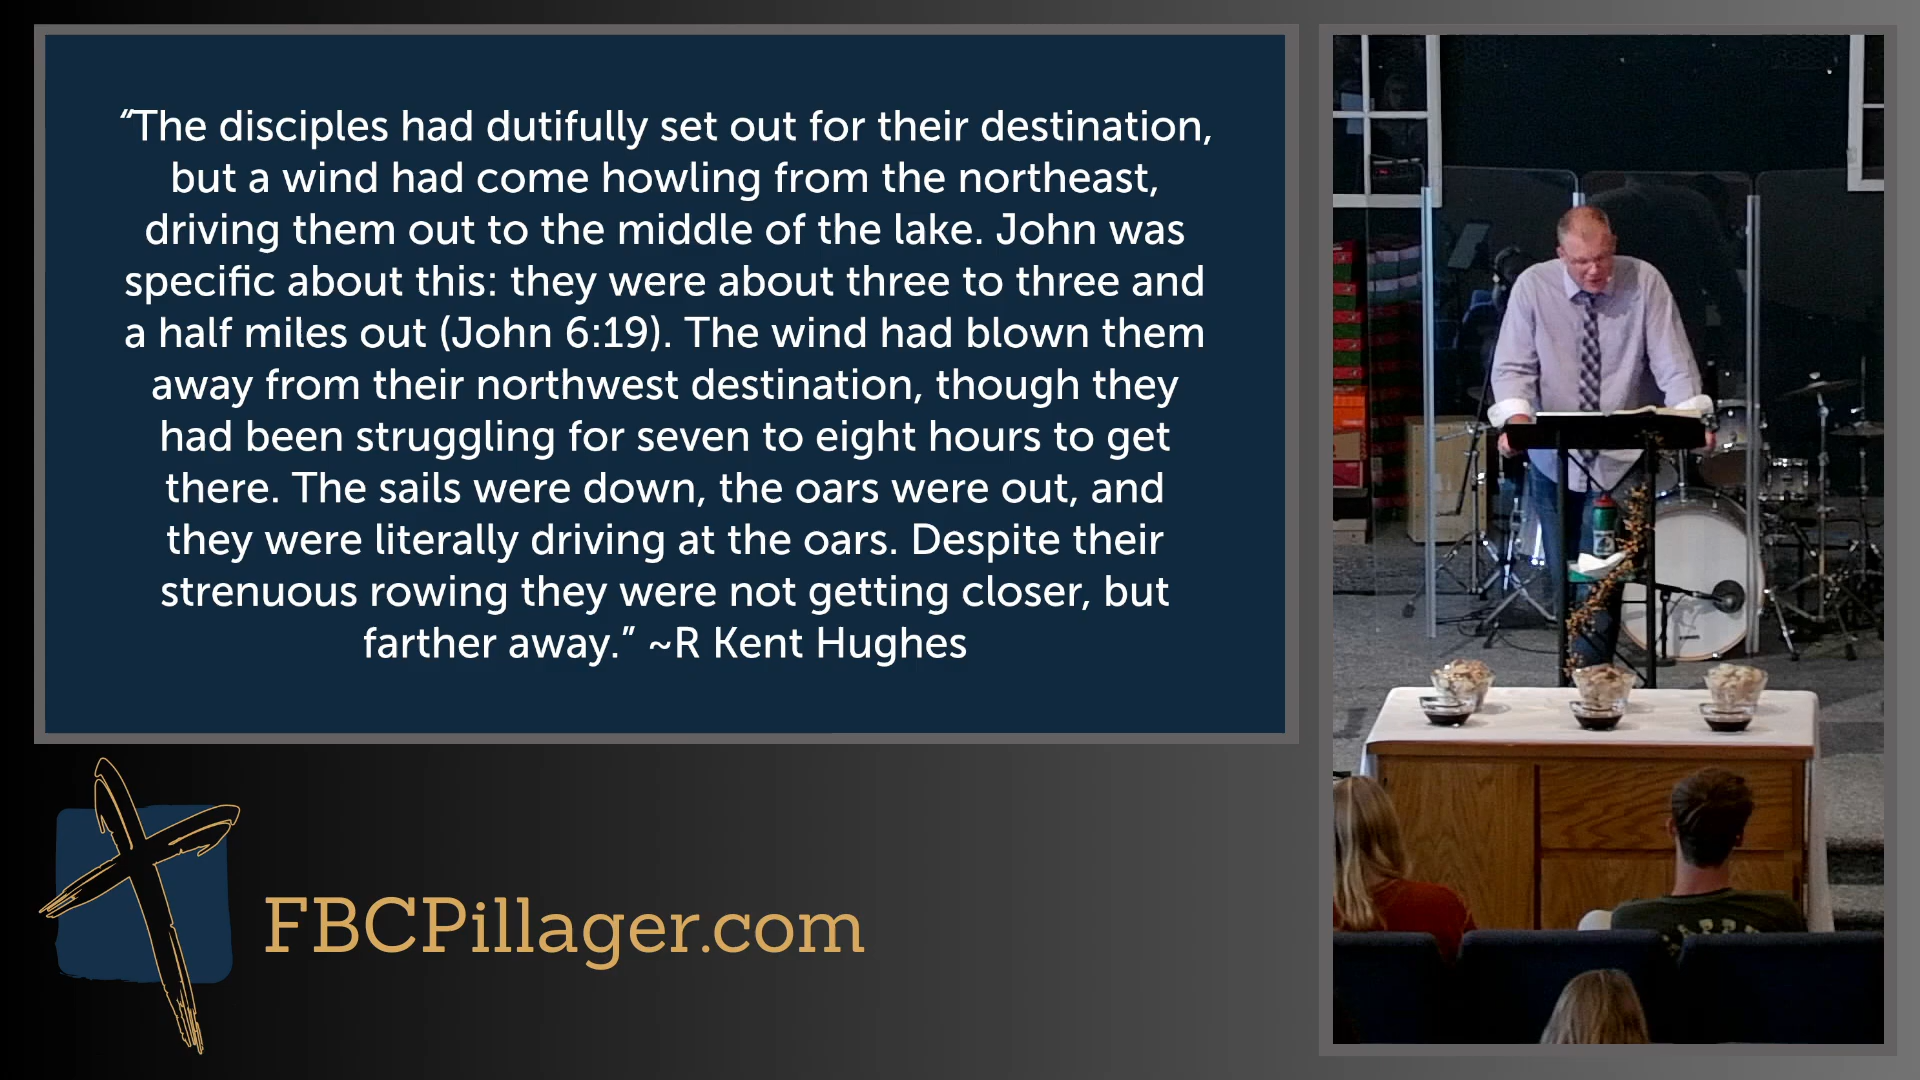 “The disciples had dutifully set out for their destination,
but a wind had come howling from the northeast,
driving them out to the middle of the lake. John was
specific about this: they were about three to three and
a half miles out (John 6:19). The wind had blown them
away from their northwest destination, though they
had been struggling for seven to eight hours to get
there. The sails were down, the oars were out, and
they were literally driving at the oars. Despite their
strenuous rowing they were not getting closer, but
farther away.” ~R Kent Hughes
FBCPillager.com